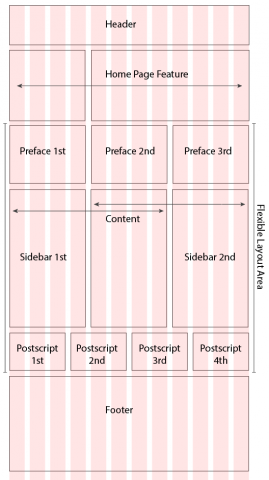 Header
Home Page Feature
Preface 1st
Preface 2nd
Preface 3rd
Content
Sidebar 1st
Sidebar 2nd
Flexible Layout Area
Postscript
1st
Postscript
2nd
Postscript
3rd
Postscript
4th
Footer